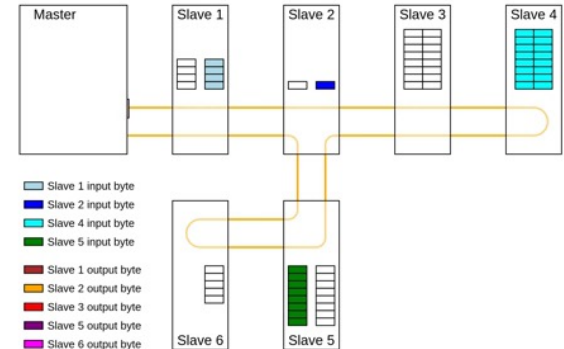 Master
Slave 1
Slave 2
Slave 3
Slave 4
Slave 1 input byte
Slave 2 input byte
Slave 4 input byte
Slave 5 input byte
Slave 1 output byte
Slave 2 output byte
Slave 3 output byte
Slave 5 output byte
Slave 6 output byte
Slave 6
Slave 5